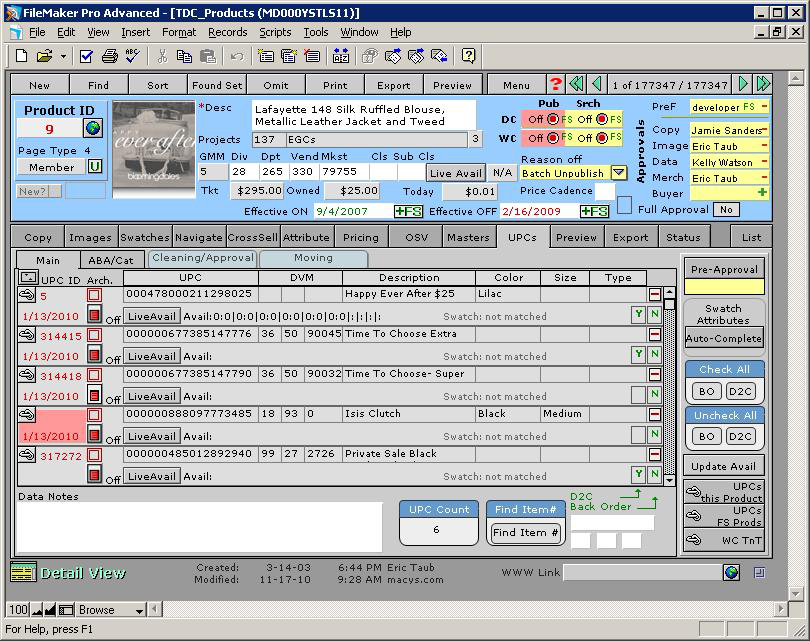 FileMaker Pro Advanced - [TDC_Products (MD000YSTLS11)]
File Edit View Insert Format Records Scripts Tools Window Help
New Find Sort Found Set Omit Print Export Preview Menu ? 1 of 177347 / 177347
Product ID
9
Page Type 4
Member U
New?
happy
ever after
bloomingdales
*Desc Lafayette 148 Silk Ruffled Blouse,
Metallic Leather Jacket and Tweed
Projects 137 EGCs 3
GMM Div Dpt Vend Mkst Cls Sub Cls
5 28 265 330 79755 Live Avail N/A
Tkt $295.00 Owned $25.00 Today $0.01
Effective ON 9/4/2007 +FS Effective OFF 2/16/2009 +FS
Pub Srch
DC Off FS Off FS
WC Off FS Off FS
Reason off
Batch Unpublish
Price Cadence
Approvals
PreF developer FS -
Copy Jamie Sanders -
Image Eric Taub -
Data Kelly Watson -
Merch Eric Taub -
Buyer +
Full Approval No
Copy Images Swatches Navigate CrossSell Attribute Pricing OSV Masters UPCs Preview Export Status List
Main ABA/Cat Cleaning/Approval Moving
UPC ID Arch. UPC DVM Description Color Size Type
5 000478000211298025 Happy Ever After $25 Lilac
1/13/2010 Off LiveAvail Avail:0:0|0:0|0:0|0:0|0:0|0:0|:|:|:|: Swatch: not matched Y N
314415 000000677385147776 36 50 90045 Time To Choose Extra
1/13/2010 Off LiveAvail Avail: Swatch: not matched Y N
314418 000000677385147790 36 50 90032 Time To Choose- Super
1/13/2010 Off LiveAvail Avail: Swatch: not matched N
000000888097773485 18 93 0 Isis Clutch Black Medium
1/13/2010 Off LiveAvail Avail: Swatch: not matched N
317272 000000485012892940 99 27 2726 Private Sale Black
Off LiveAvail Avail: Swatch: not matched Y N
Data Notes
UPC Count
6
Find Item#
Find Item #
D2C
Back Order
Pre-Approval
Swatch
Attributes
Auto-Complete
Check All
BO D2C
Uncheck All
BO D2C
Update Avail
UPCs
this Product
UPCs
FS Prods
WC TnT
Detail View
Created: 3-14-03 6:44 PM Eric Taub
Modified: 11-17-10 9:28 AM macys.com
WWW Link
100 Browse
For Help, press F1